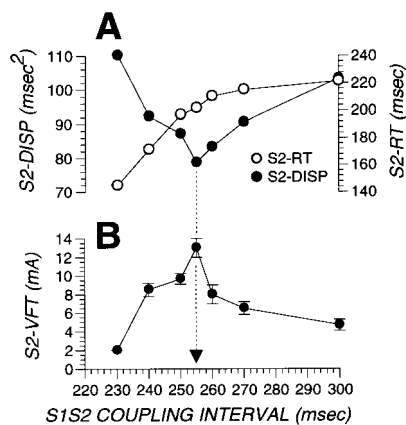 A
110
100
90
80
70
S2-DISP (msec²)
240
220
200
180
160
140
S2-RT (msec)
S2-RT
S2-DISP
B
14
12
10
8
6
4
2
0
S2-VFT (mA)
220 230 240 250 260 270 280 290 300
S1S2 COUPLING INTERVAL (msec)